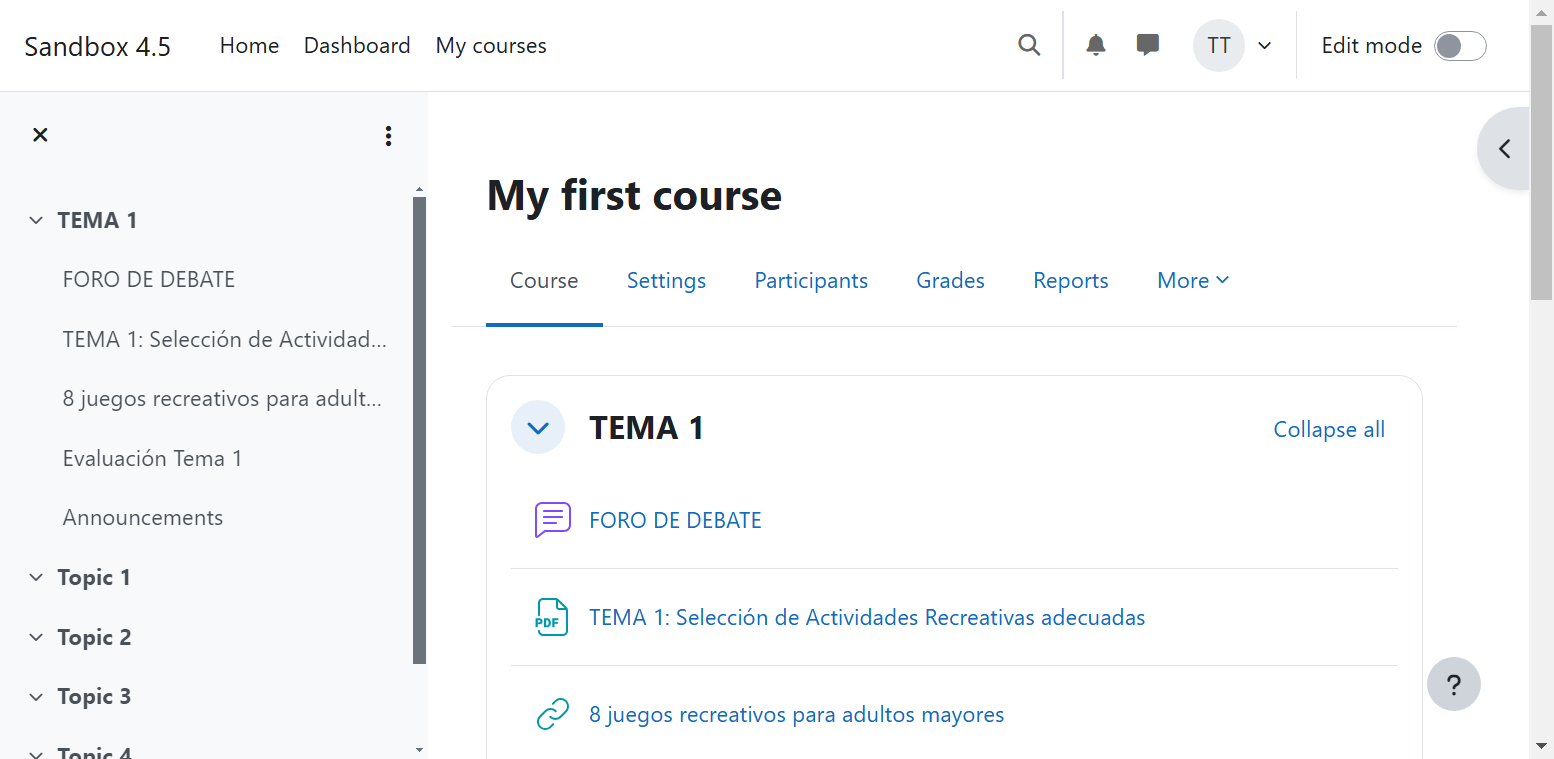 Sandbox 4.5 Home Dashboard My courses TT Edit mode
TEMA 1
FORO DE DEBATE
TEMA 1: Selección de Actividad...
8 juegos recreativos para adult...
Evaluación Tema 1
Announcements
Topic 1
Topic 2
Topic 3
Topic 4
My first course
Course Settings Participants Grades Reports More
TEMA 1 Collapse all
FORO DE DEBATE
PDF TEMA 1: Selección de Actividades Recreativas adecuadas
8 juegos recreativos para adultos mayores
?